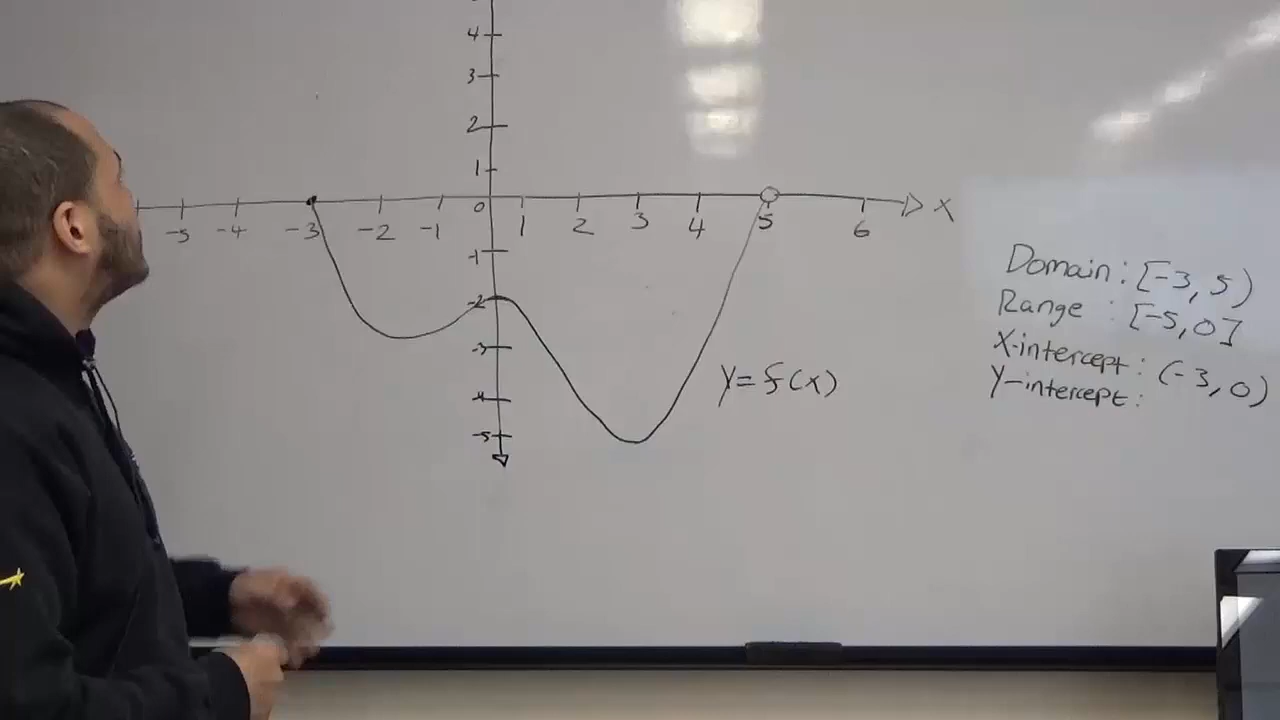 4
3
2
1
0
-5 -4 -3 -2 -1 1 2 3 4 5 6 X
-1
-2
-3
-4
-5
y=f(x)
Domain: [-3, 5)
Range : [-5,0]
X-intercept: (-3, 0)
Y-intercept: